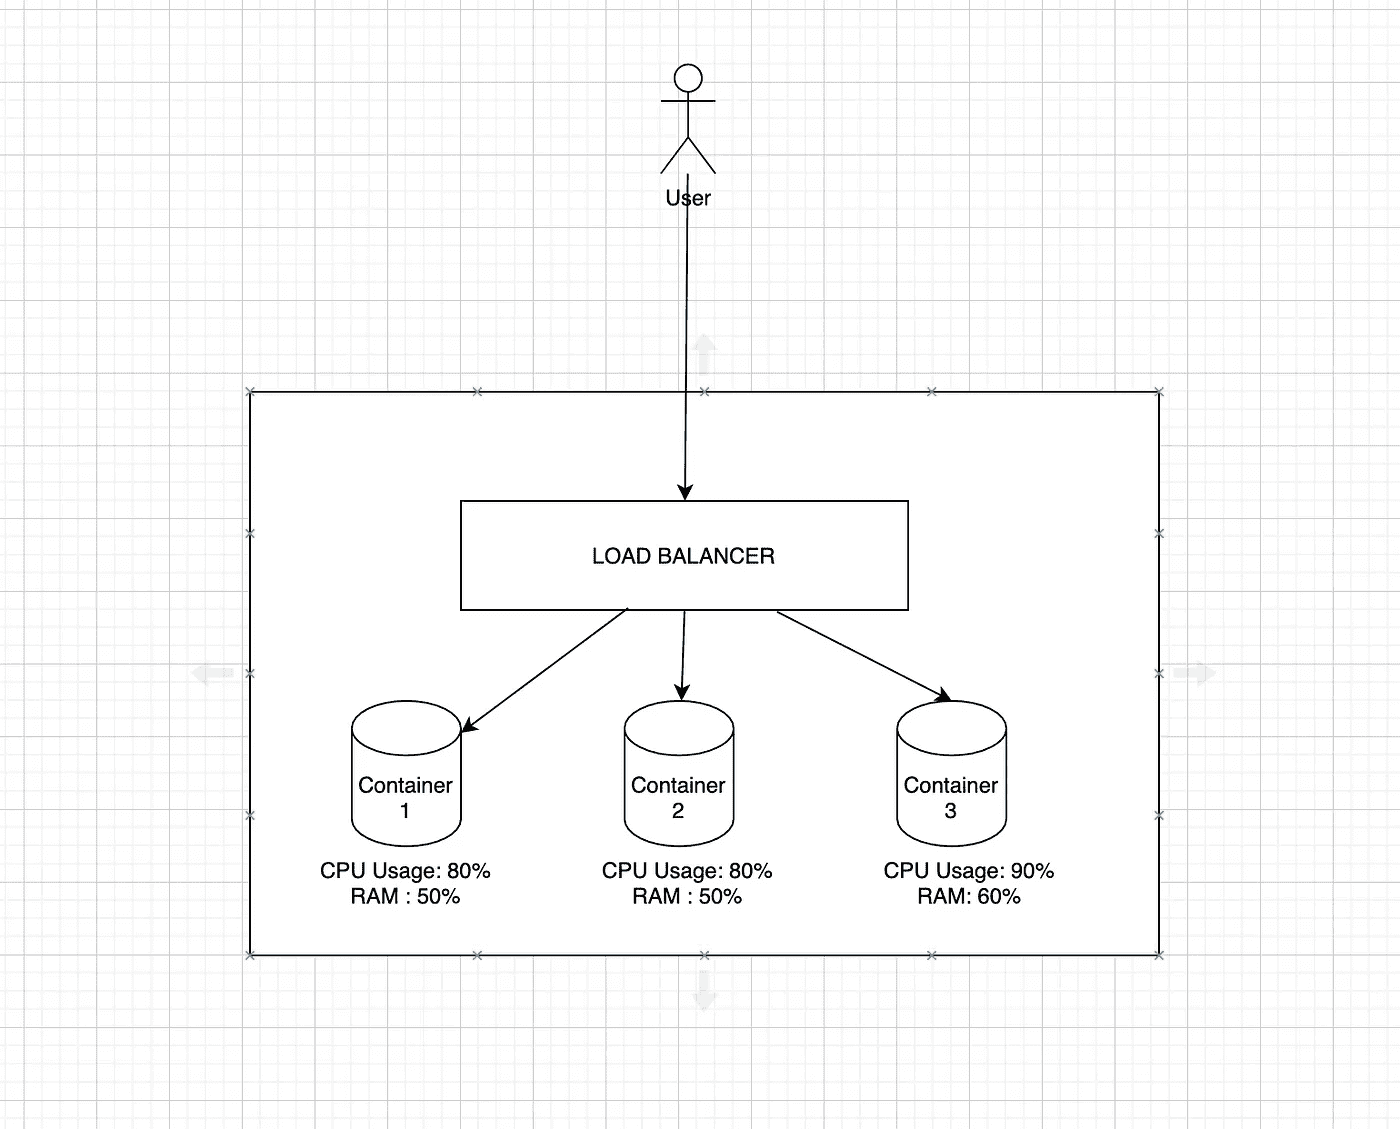 User
LOAD BALANCER
Container
1
Container
2
Container
3
CPU Usage: 80%
RAM : 50%
CPU Usage: 80%
RAM : 50%
CPU Usage: 90%
RAM: 60%